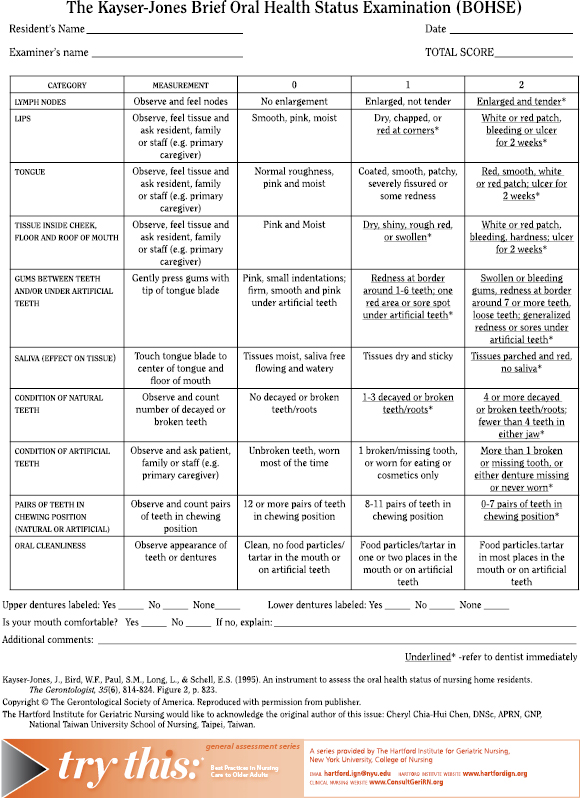 The Kayser-Jones Brief Oral Health Status Examination (BOHSE)
Resident's Name
Date
Examiner's name
TOTAL SCORE
CATEGORY
MEASUREMENT
0
1
2
LYMPH NODES
Observe and feel nodes
No enlargement
Enlarged, not tender
Enlarged and tender*
LIPS
Observe, feel tissue and
ask resident, family
or staff (e.g. primary
caregiver)
Smooth, pink, moist
Dry, chapped, or
red at corners*
White or red patch,
bleeding or ulcer
for 2 weeks*
TONGUE
Observe, feel tissue and
ask resident, family
or staff (e.g. primary
caregiver)
Normal roughness,
pink and moist
Coated, smooth, patchy,
severely fissured or
some redness
Red, smooth, white
or red patch; ulcer for
2 weeks*
TISSUE INSIDE CHEEK,
FLOOR AND ROOF OF MOUTH
Observe, feel tissue and
ask resident, family
or staff (e.g. primary
caregiver)
Pink and Moist
Dry, shiny, rough red,
or swollen*
White or red patch,
bleeding, hardness; ulcer
for 2 weeks*
GUMS BETWEEN TEETH
AND/OR UNDER ARTIFICIAL
TEETH
Gently press gums with
tip of tongue blade
Pink, small indentations;
firm, smooth and pink
under artificial teeth
Redness at border
around 1-6 teeth; one
red area or sore spot
under artificial teeth*
Swollen or bleeding
gums, redness at border
around 7 or more teeth,
loose teeth; generalized
redness or sores under
artificial teeth*
SALIVA (EFFECT ON TISSUE)
Touch tongue blade to
center of tongue and
floor of mouth
Tissues moist, saliva free
flowing and watery
Tissues dry and sticky
Tissues parched and red,
no saliva*
CONDITION OF NATURAL
TEETH
Observe and count
number of decayed or
broken teeth
No decayed or broken
teeth/roots
1-3 decayed or broken
teeth/roots*
4 or more decayed
or broken teeth/roots;
fewer than 4 teeth in
either jaw*
CONDITION OF ARTIFICIAL
TEETH
Observe and ask patient,
family or staff (e.g.
primary caregiver)
Unbroken teeth, worn
most of the time
1 broken/missing tooth,
or worn for eating or
cosmetics only
More than 1 broken
or missing tooth, or
either denture missing
or never worn*
PAIRS OF TEETH IN
CHEWING POSITION
(NATURAL OR ARTIFICIAL)
Observe and count pairs
of teeth in chewing
position
12 or more pairs of teeth
in chewing position
8-11 pairs of teeth in
chewing position
0-7 pairs of teeth in
chewing position*
ORAL CLEANLINESS
Observe appearance of
teeth or dentures
Clean, no food particles/
tartar in the mouth or
on artificial teeth
Food particles/tartar in
one or two places in the
mouth or on artificial
teeth
Food particles.tartar
in most places in the
mouth or on artificial
teeth
Upper dentures labeled: Yes No None Lower dentures labeled: Yes No None
Is your mouth comfortable? Yes No If no, explain:
Additional comments:
Underlined* -refer to dentist immediately
Kayser-Jones, J., Bird, W.F., Paul, S.M., Long, L., & Schell, E.S. (1995). An instrument to assess the oral health status of nursing home residents.
The Gerontologist, 35(6), 814-824. Figure 2, p. 823.
Copyright © The Gerontological Society of America. Reproduced with permission from publisher.
The Hartford Institute for Geriatric Nursing would like to acknowledge the original author of this issue: Cheryl Chia-Hui Chen, DNSc, APRN, GNP,
National Taiwan University School of Nursing, Taipei, Taiwan.
general assessment series
try this:®
Best Practice in Nursing
Care to Older Adults
A series provided by The Hartford Institute for Geriatric Nursing,
New York University, College of Nursing
EMAIL hartford.ign@nyu.edu HARTFORD INSTITUTE WEBSITE www.hartfordign.org
CLINICAL NURSING WEBSITE www.ConsultGeriRN.org